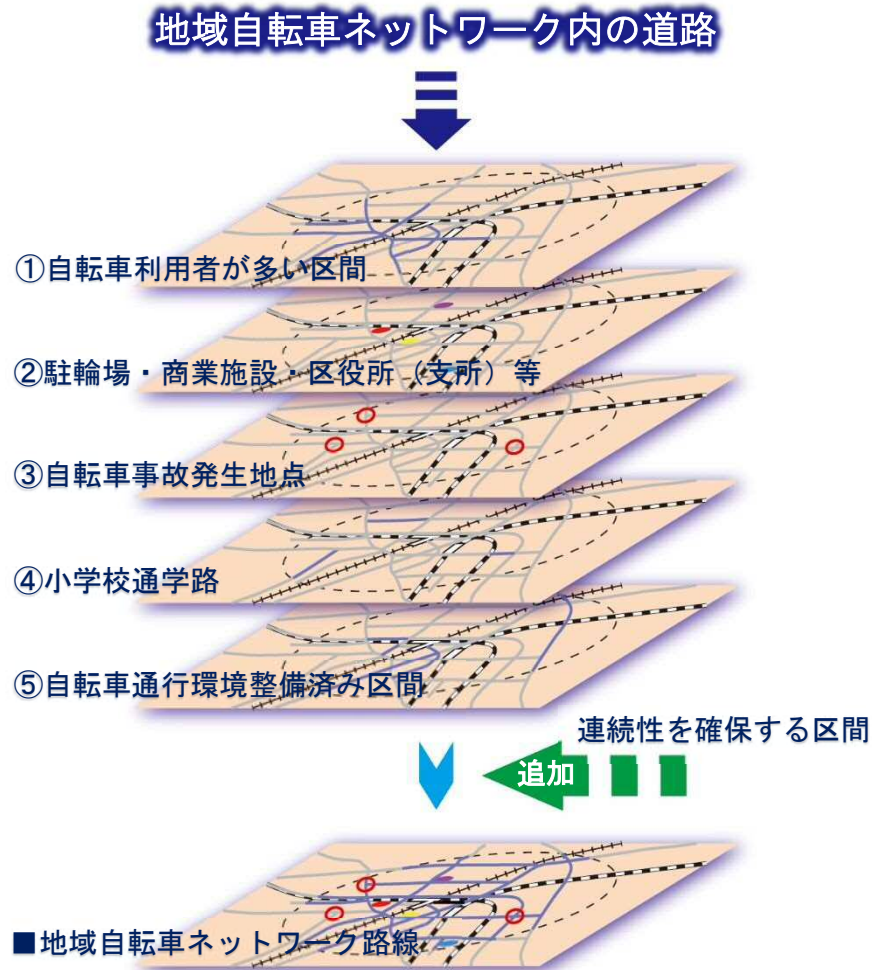 地域自転車ネットワーク内の道路
①自転車利用者が多い区間
②駐輪場・商業施設・区役所（支所）等
③自転車事故発生地点
④小学校通学路
⑤自転車通行環境整備済み区間
連続性を確保する区間
追加
■地域自転車ネットワーク路線